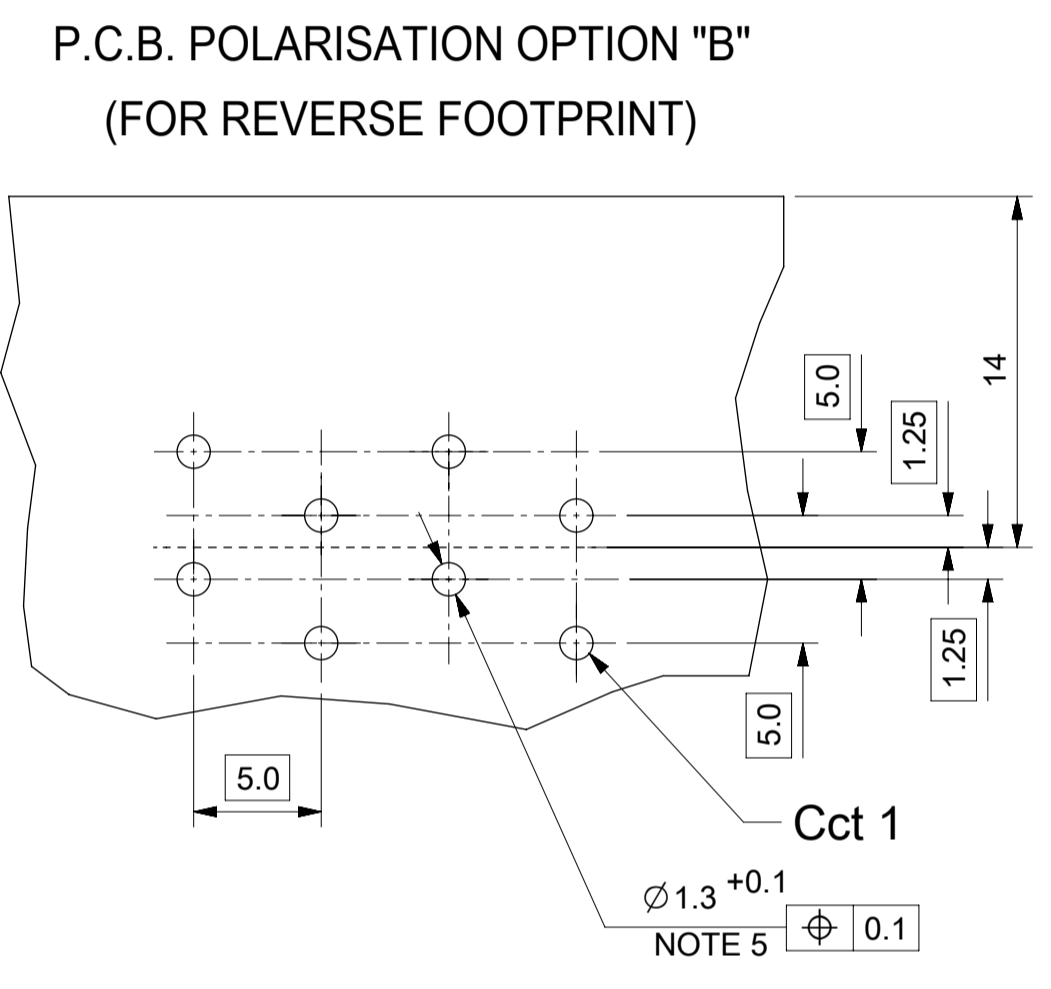 P.C.B. POLARISATION OPTION "B"
(FOR REVERSE FOOTPRINT)
14
5.0
1.25
1.25
5.0
5.0
Cct 1
Ø1.3 +0.1
NOTE 5
⌖ 0.1